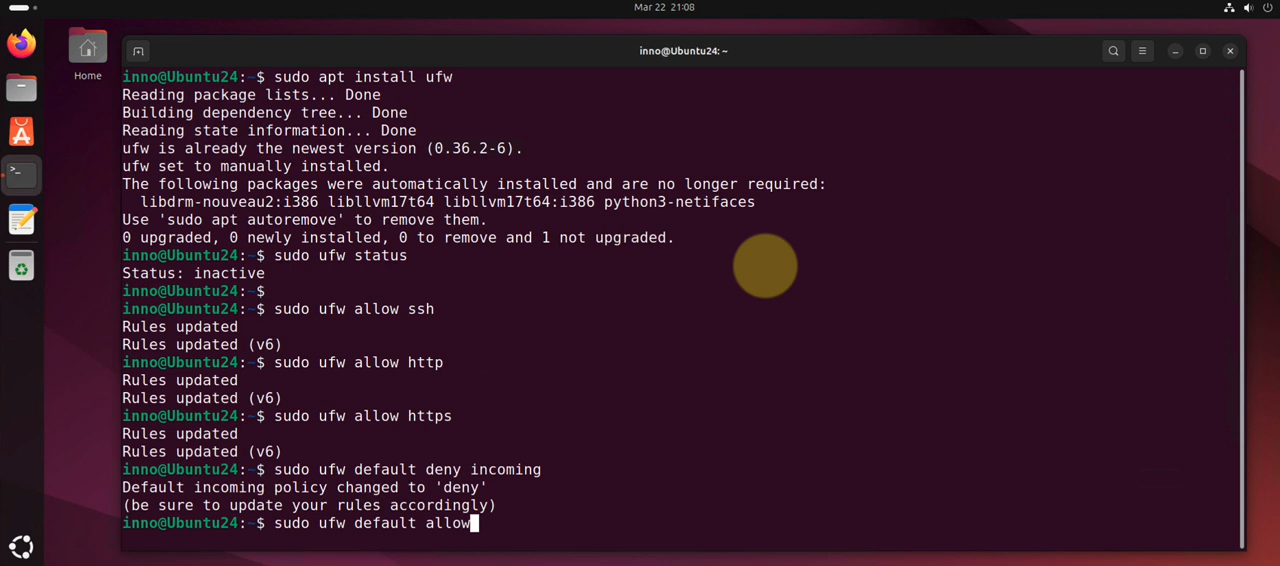 Mar 22 21:08
Home
inno@Ubuntu24: ~
inno@Ubuntu24:~$ sudo apt install ufw
Reading package lists... Done
Building dependency tree... Done
Reading state information... Done
ufw is already the newest version (0.36.2-6).
ufw set to manually installed.
The following packages were automatically installed and are no longer required:
  libdrm-nouveau2:i386 libllvm17t64 libllvm17t64:i386 python3-netifaces
Use 'sudo apt autoremove' to remove them.
0 upgraded, 0 newly installed, 0 to remove and 1 not upgraded.
inno@Ubuntu24:~$ sudo ufw status
Status: inactive
inno@Ubuntu24:~$
inno@Ubuntu24:~$ sudo ufw allow ssh
Rules updated
Rules updated (v6)
inno@Ubuntu24:~$ sudo ufw allow http
Rules updated
Rules updated (v6)
inno@Ubuntu24:~$ sudo ufw allow https
Rules updated
Rules updated (v6)
inno@Ubuntu24:~$ sudo ufw default deny incoming
Default incoming policy changed to 'deny'
(be sure to update your rules accordingly)
inno@Ubuntu24:~$ sudo ufw default allow